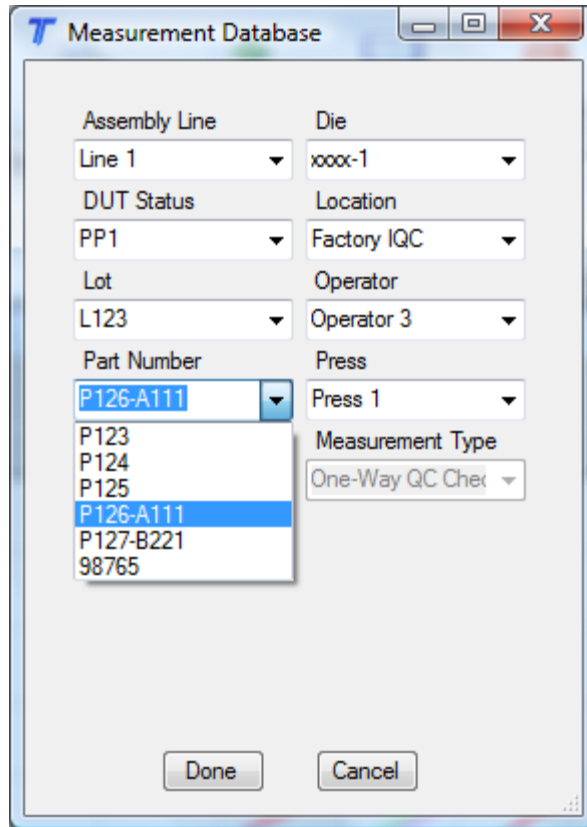 Measurement Database
Assembly Line Die
Line 1 xxxx-1
DUT Status Location
PP1 Factory IQC
Lot Operator
L123 Operator 3
Part Number Press
P126-A111 Press 1
P123 Measurement Type
P124 One-Way QC Chec
P125
P126-A111
P127-B221
98765
Done Cancel